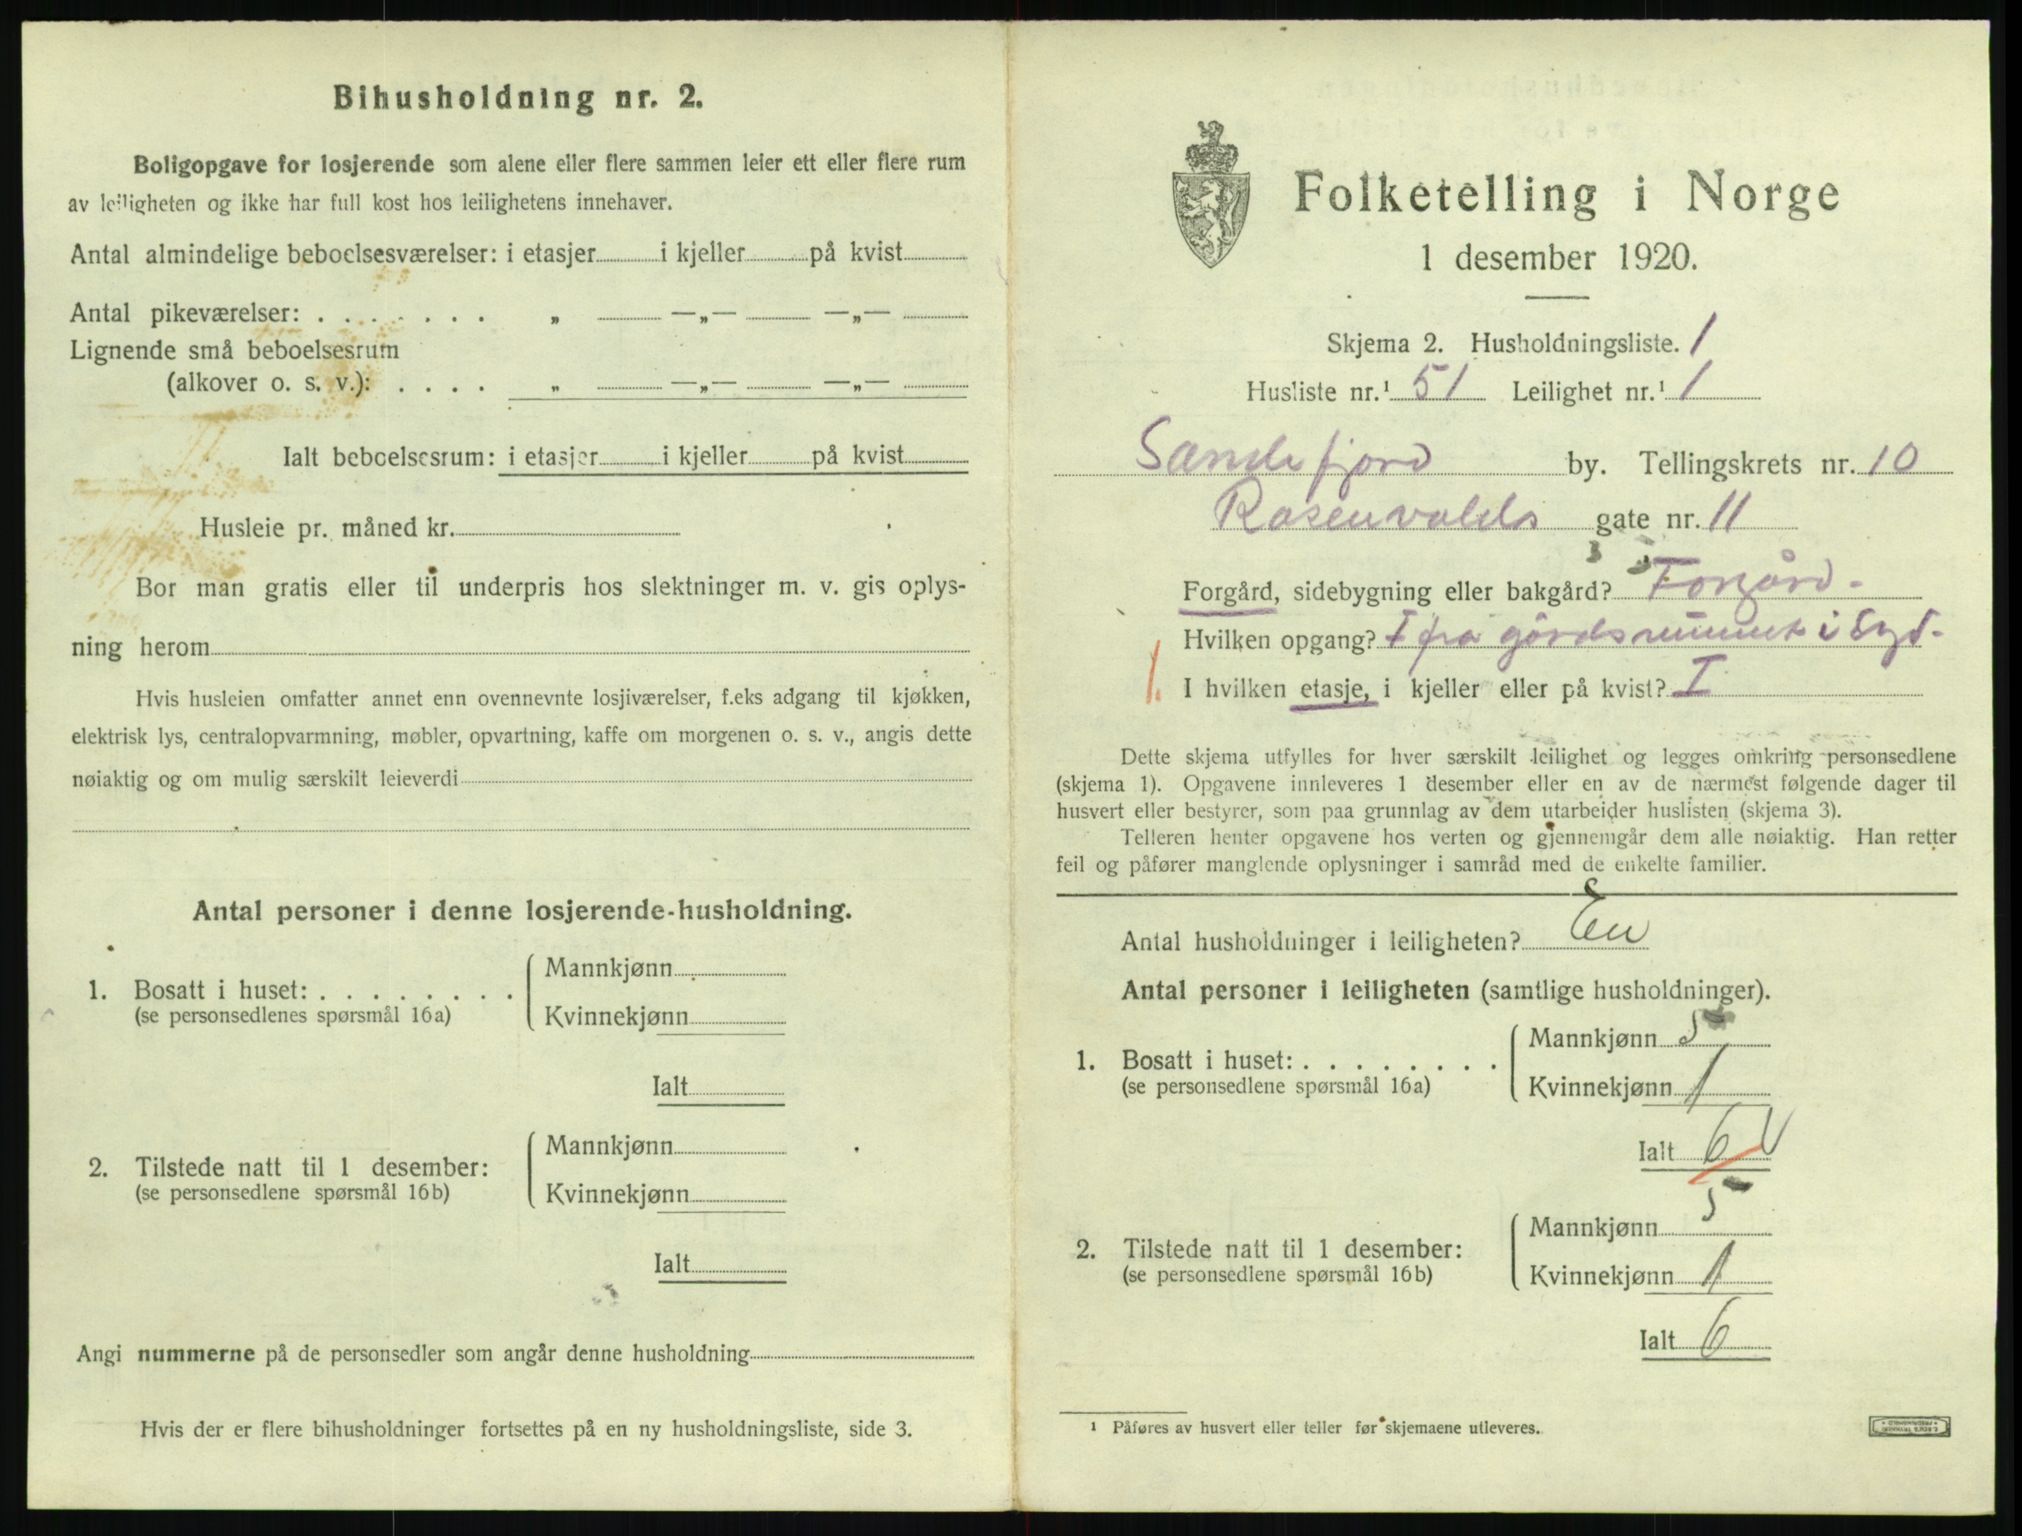 Bihusholdning nr. 2.
Boligopgave for losjerende som alene eller flere sammen leier ett eller flere rum
av leiligheten og ikke har full kost hos leilighetens innehaver.
Antal almindelige beboelsesværelser: i etasjer i kjeller på kvist
Antal pikeværelser: . . . . . . . „ —„— —„—
Lignende små beboelsesrum
(alkover o. s. v.): . . . . „ —„— —„—
Ialt beboelsesrum: i etasjer i kjeller på kvist
Husleie pr. måned kr.
Bor man gratis eller til underpris hos slektninger m. v. gis oplys-
ning herom
Hvis husleien omfatter annet enn ovennevnte losjiværelser, f.eks adgang til kjøkken,
elektrisk lys, centralopvarmning, møbler, opvartning, kaffe om morgenen o. s. v., angis dette
nøiaktig og om mulig særskilt leieverdi
Antal personer i denne losjerende-husholdning.
1. Bosatt i huset: . . . . . . . . Mannkjønn
(se personsedlenes spørsmål 16a) Kvinnekjønn
Ialt
2. Tilstede natt til 1 desember: Mannkjønn
(se personsedlene spørsmål 16b) Kvinnekjønn
Ialt
Angi nummerne på de personsedler som angår denne husholdning
Hvis der er flere bihusholdninger fortsettes på en ny husholdningsliste, side 3.
Folketelling i Norge
1 desember 1920.
Skjema 2. Husholdningsliste. 1
Husliste nr.¹ 51 Leilighet nr.¹ 1
Sandefjord by. Tellingskrets nr. 10
Rosenvolds gate nr. 11
Forgård, sidebygning eller bakgård? Forgård -
Hvilken opgang? I fra gårdsrummet i Syd.
1. I hvilken etasje, i kjeller eller på kvist? I
Dette skjema utfylles for hver særskilt leilighet og legges omkring personsedlene
(skjema 1). Opgavene innleveres 1 desember eller en av de nærmest følgende dager til
husvert eller bestyrer, som paa grunnlag av dem utarbeider huslisten (skjema 3).
Telleren henter opgavene hos verten og gjennemgår dem alle nøiaktig. Han retter
feil og påfører manglende oplysninger i samråd med de enkelte familier.
Antal husholdninger i leiligheten? En
Antal personer i leiligheten (samtlige husholdninger).
1. Bosatt i huset: . . . . . . . . Mannkjønn 5
(se personsedlene spørsmål 16a) Kvinnekjønn 1
Ialt 6
2. Tilstede natt til 1 desember: Mannkjønn 5
(se personsedlene spørsmål 16b) Kvinnekjønn 1
Ialt 6
¹ Påføres av husvert eller teller før skjemaene utleveres.